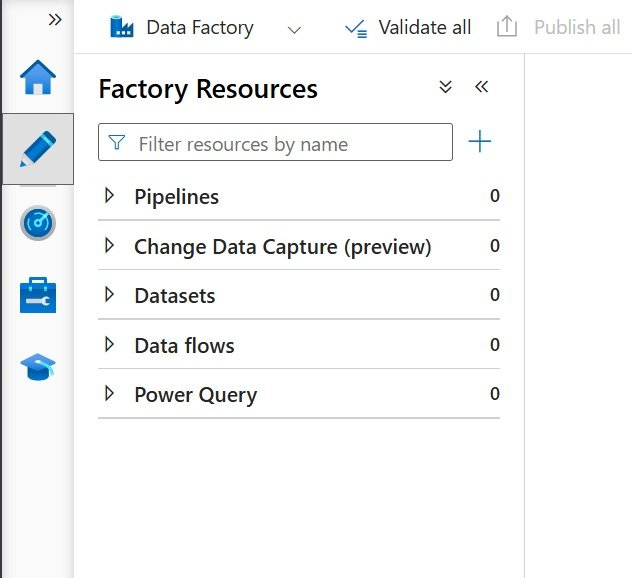 Data Factory Validate all Publish all
Factory Resources
Filter resources by name
Pipelines 0
Change Data Capture (preview) 0
Datasets 0
Data flows 0
Power Query 0